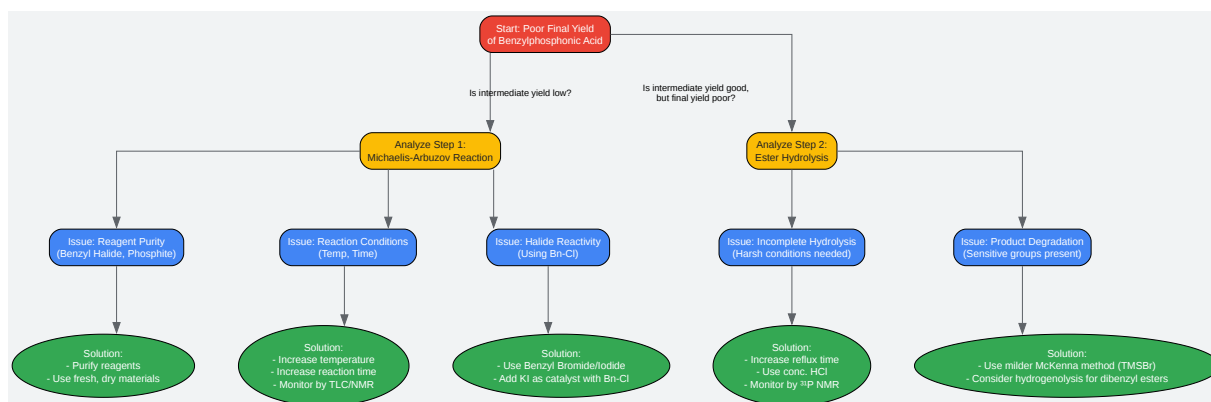 Start: Poor Final Yield
of Benzylphosphonic Acid
Is intermediate yield low?
Is intermediate yield good,
but final yield poor?
Analyze Step 1:
Michaelis-Arbuzov Reaction
Analyze Step 2:
Ester Hydrolysis
Issue: Reagent Purity
(Benzyl Halide, Phosphite)
Issue: Reaction Conditions
(Temp, Time)
Issue: Halide Reactivity
(Using Bn-Cl)
Issue: Incomplete Hydrolysis
(Harsh conditions needed)
Issue: Product Degradation
(Sensitive groups present)
Solution:
- Purify reagents
- Use fresh, dry materials
Solution:
- Increase temperature
- Increase reaction time
- Monitor by TLC/NMR
Solution:
- Use Benzyl Bromide/Iodide
- Add KI as catalyst with Bn-Cl
Solution:
- Increase reflux time
- Use conc. HCl
- Monitor by ³¹P NMR
Solution:
- Use milder McKenna method (TMSBr)
- Consider hydrogenolysis for dibenzyl esters